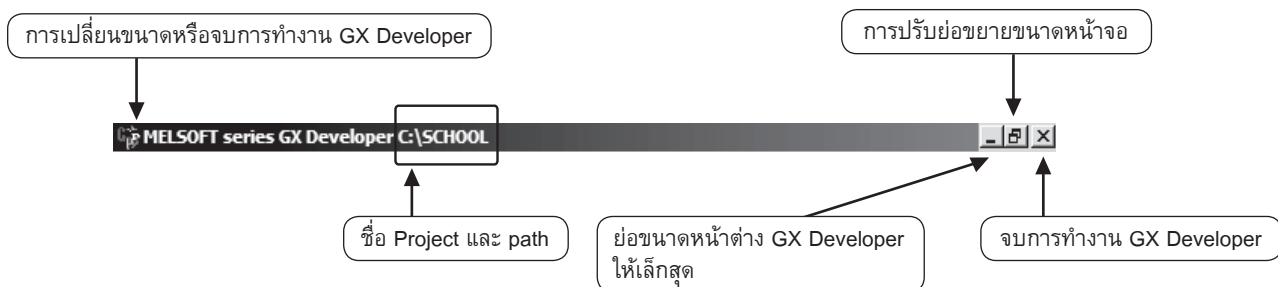 การเปลี่ยนขนาดหรือจบการทำงาน GX Developer
การปรับย่อขยายขนาดหน้าจอ
MELSOFT series GX Developer C:\SCHOOL
ชื่อ Project และ path
ย่อขนาดหน้าต่าง GX Developer
ให้เล็กสุด
จบการทำงาน GX Developer